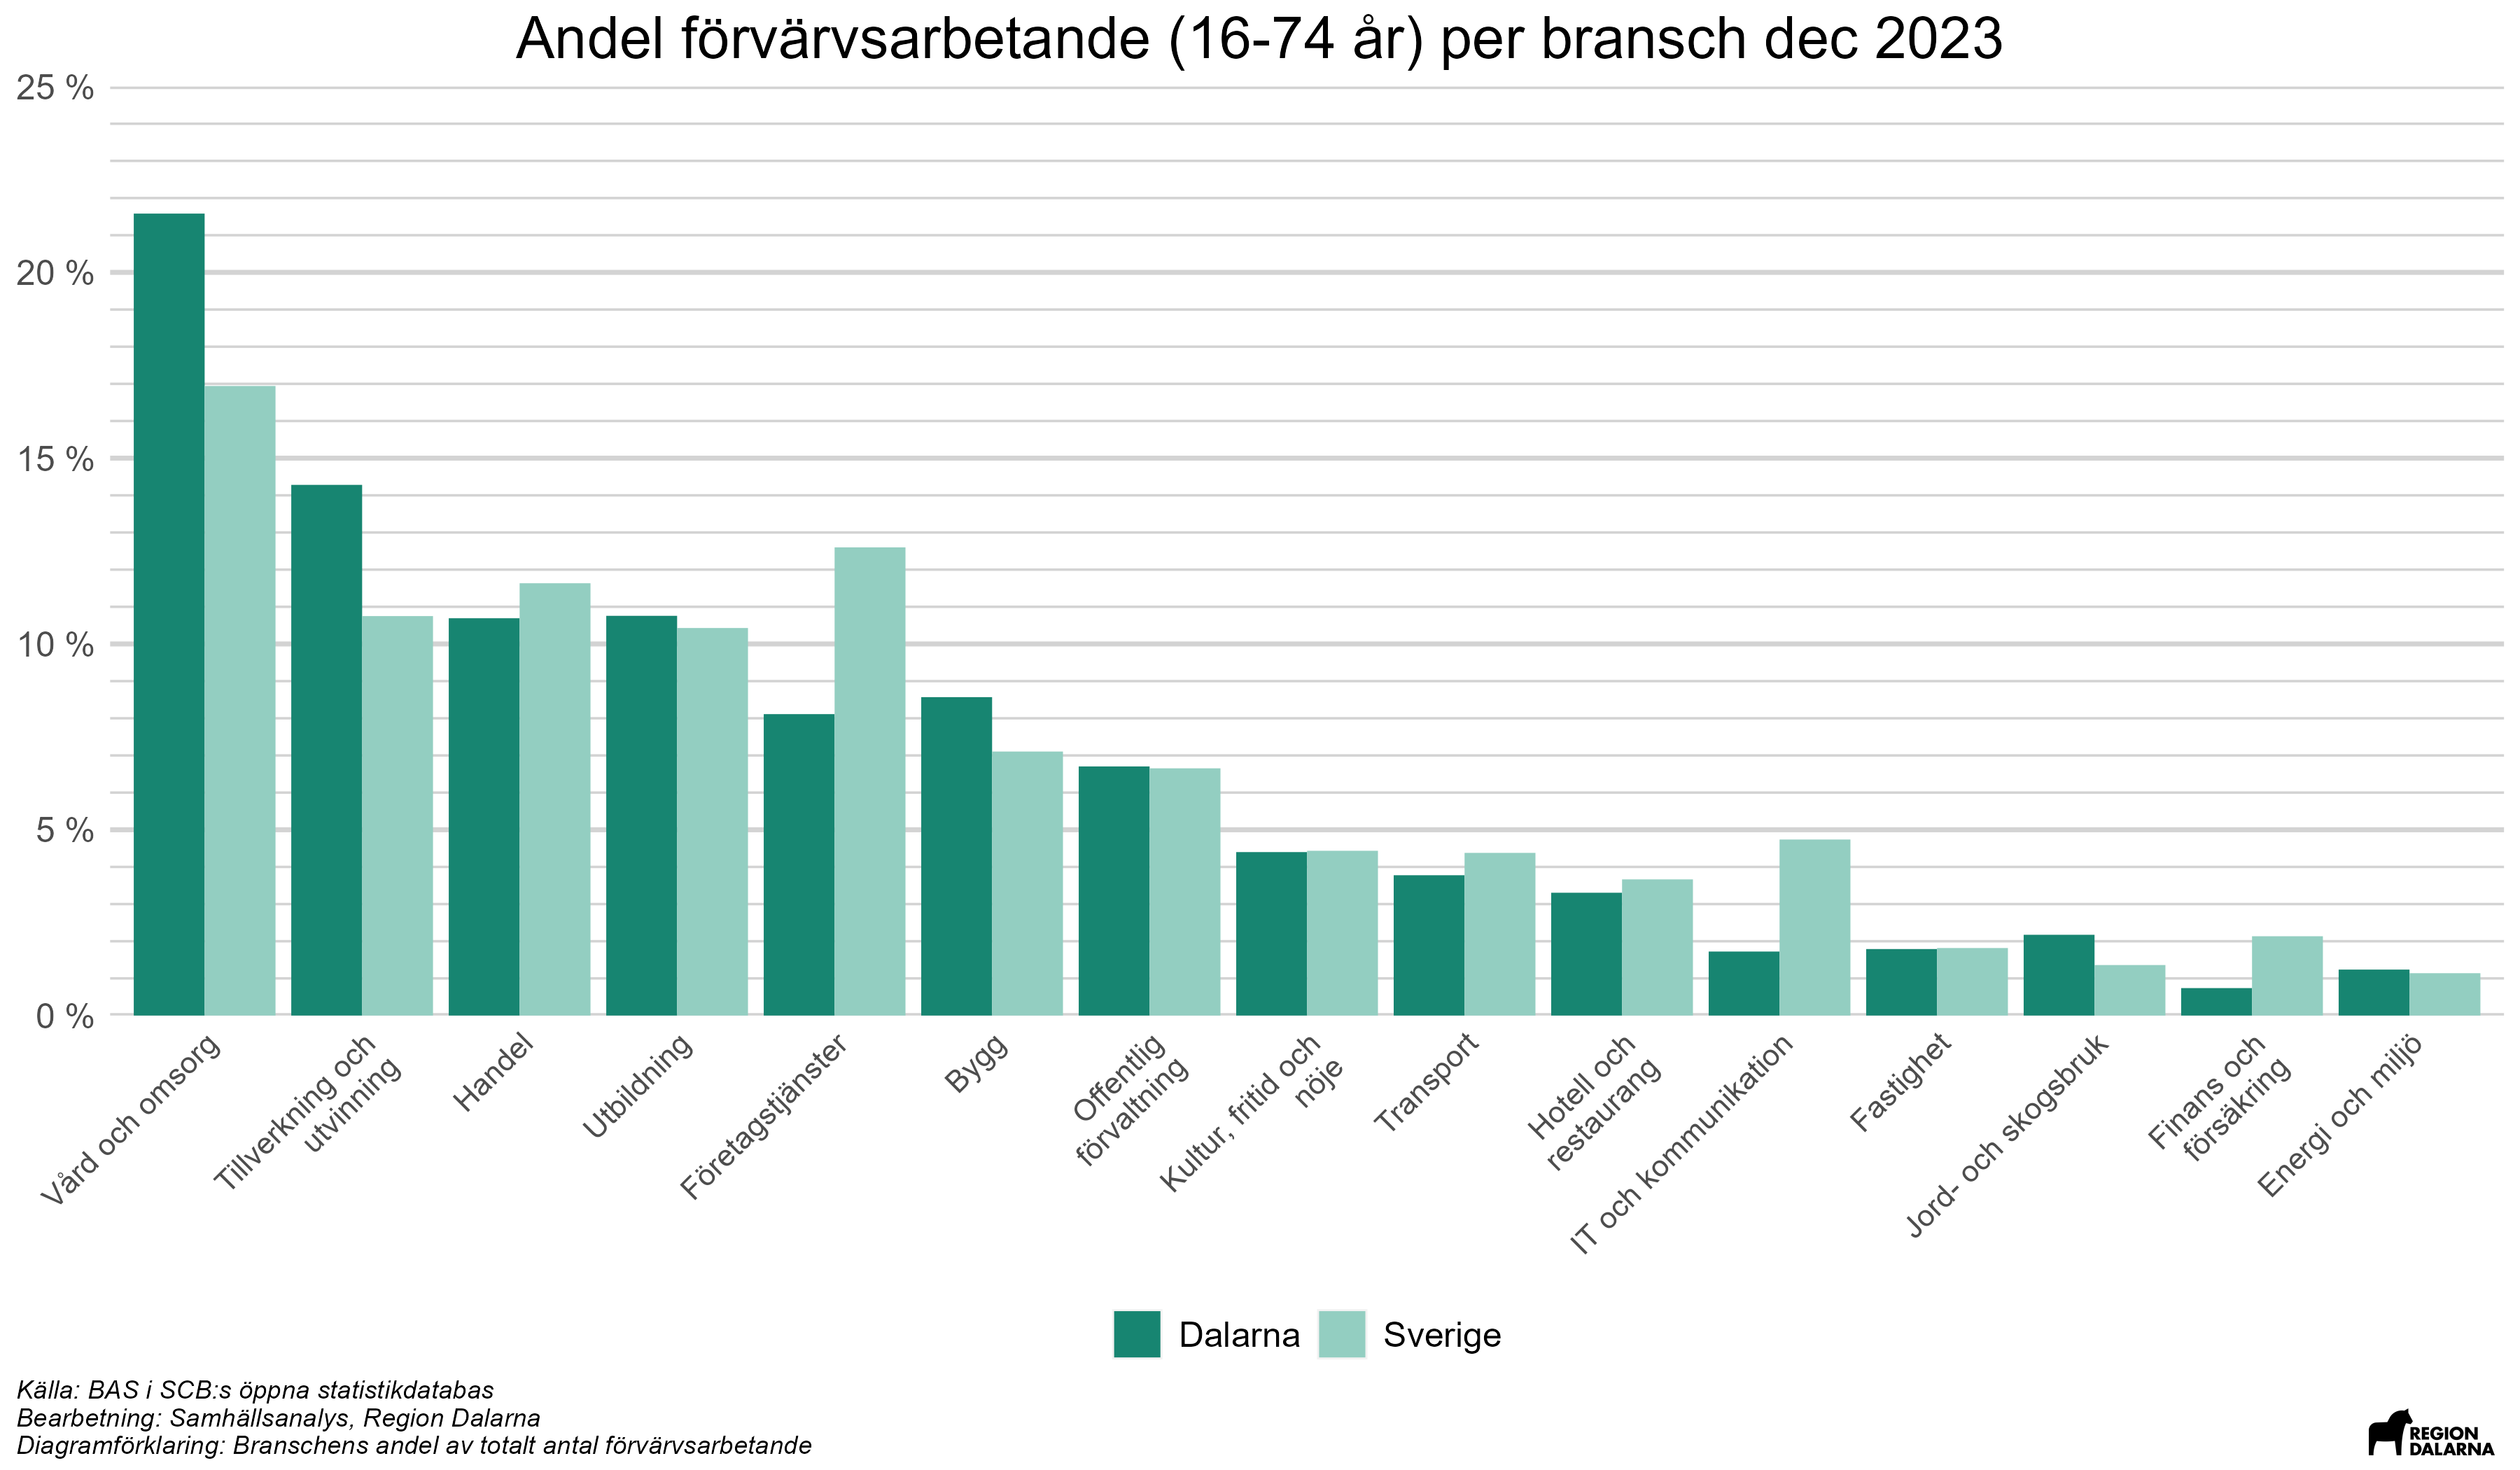 Andel förvärvsarbetande (16-74 år) per bransch dec 2023
25 %
20 %
15 %
10 %
5 %
0 %
Vård och omsorg
Tillverkning och
utvinning
Handel
Utbildning
Företagstjänster
Bygg
Offentlig
förvaltning
Kultur, fritid och
nöje
Transport
Hotell och
restaurang
IT och kommunikation
Fastighet
Jord- och skogsbruk
Finans och
försäkring
Energi och miljö
Dalarna
Sverige
Källa: BAS i SCB:s öppna statistikdatabas
Bearbetning: Samhällsanalys, Region Dalarna
Diagramförklaring: Branschens andel av totalt antal förvärvsarbetande
REGION
DALARNA